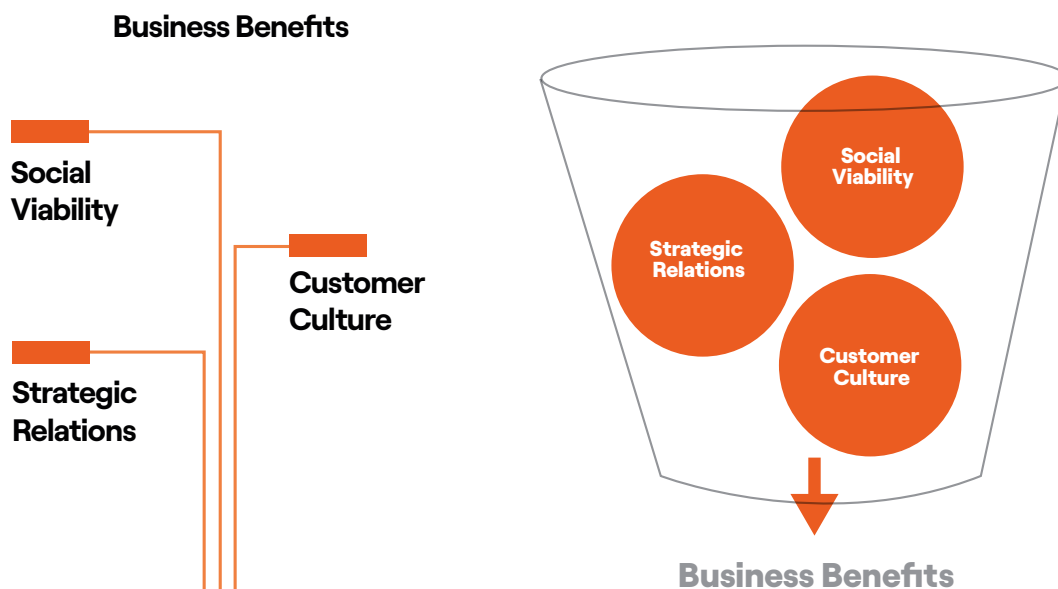 Business Benefits
Social
Viability
Customer
Culture
Strategic
Relations
Social
Viability
Strategic
Relations
Customer
Culture
Business Benefits